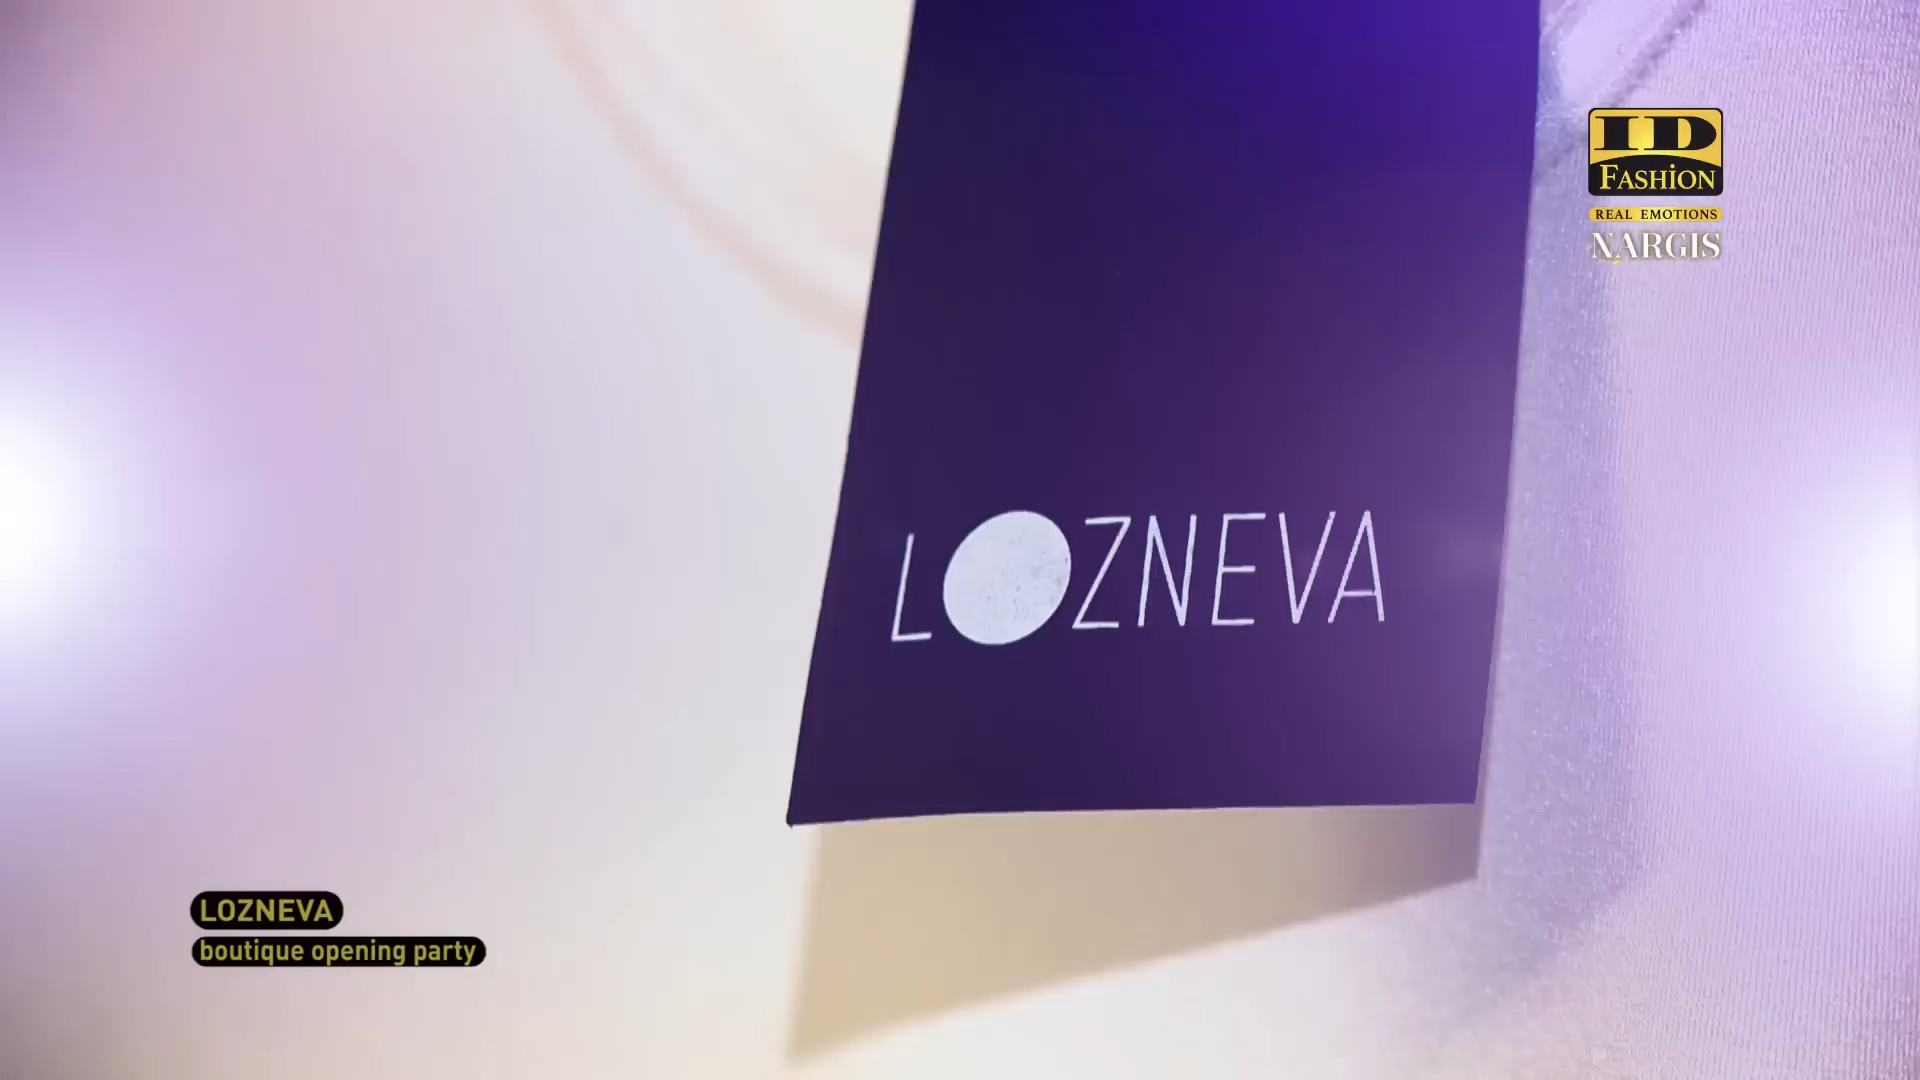 ID
FASHiON
REAL EMOTIONS
NARGIS
LOZNEVA
LOZNEVA
boutique opening party